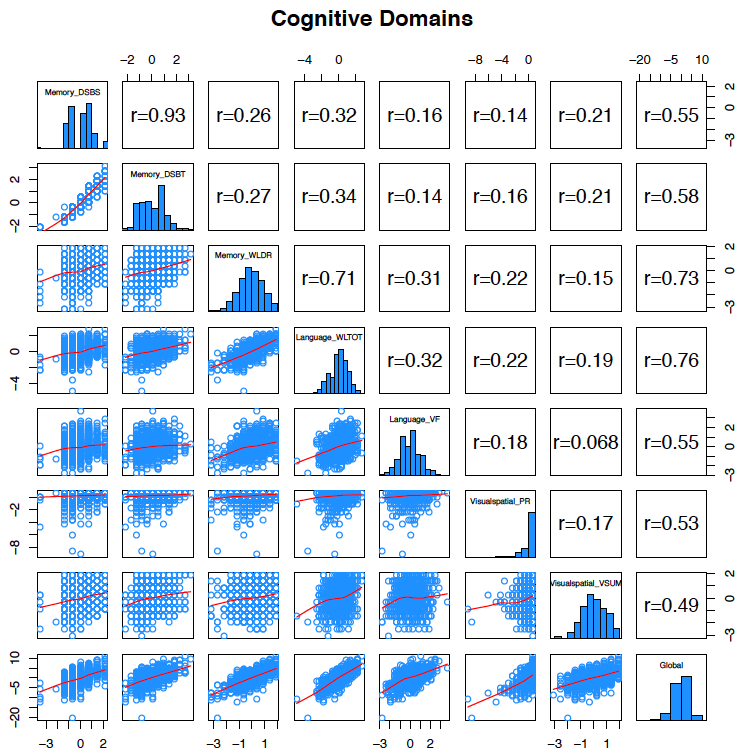 Cognitive Domains
−2 0 2 −4 0 −8 −4 0 −20 −5 10
Memory_DSBS r=0.93 r=0.26 r=0.32 r=0.16 r=0.14 r=0.21 r=0.55 −3 0 2
−2 0 2 Memory_DSBT r=0.27 r=0.34 r=0.14 r=0.16 r=0.21 r=0.58
Memory_WLDR r=0.71 r=0.31 r=0.22 r=0.15 r=0.73 −3 0 2
−4 0 Language_WLTOT r=0.32 r=0.22 r=0.19 r=0.76
Language_VF r=0.18 r=0.068 r=0.55 −3 0 2
−8 −2 Visualspatial_PR r=0.17 r=0.53
Visualspatial_VSUM r=0.49 −3 0 2
−20 −5 5 10 Global
−3 0 2 −3 −1 1 −3 0 2 −3 −1 1